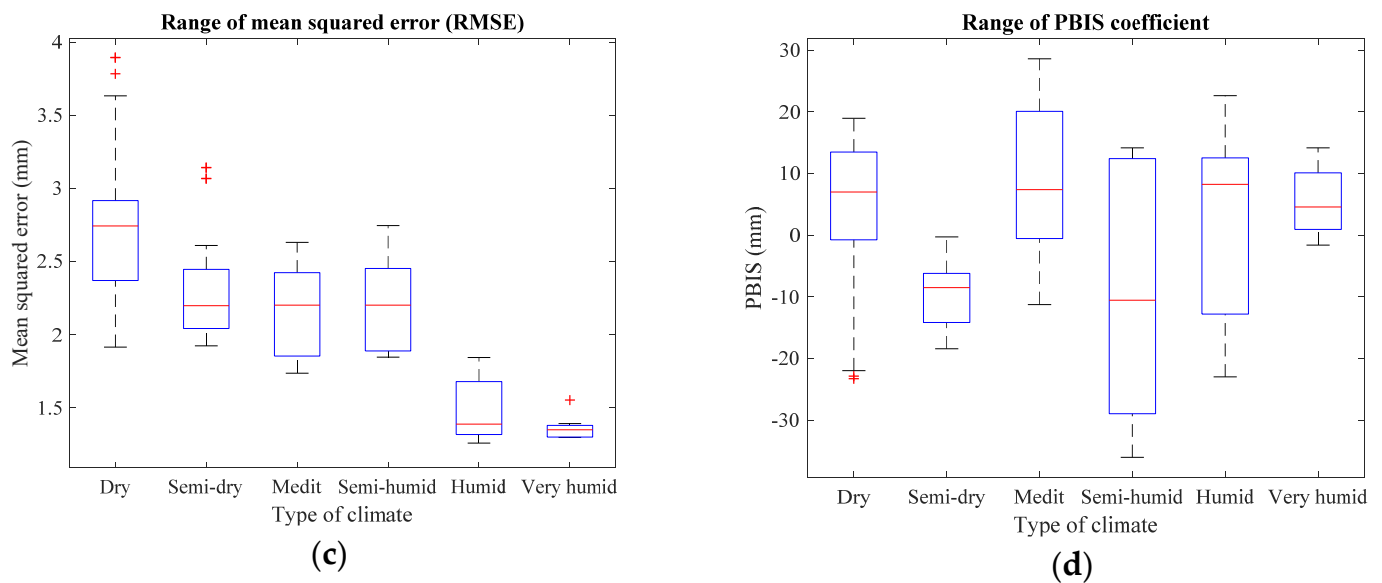 Range of mean squared error (RMSE)
4
3.5
3
2.5
2
1.5
Mean squared error (mm)
Dry Semi-dry Medit Semi-humid Humid Very humid
Type of climate
(c)
Range of PBIS coefficient
30
20
10
0
-10
-20
-30
PBIS (mm)
Dry Semi-dry Medit Semi-humid Humid Very humid
Type of climate
(d)